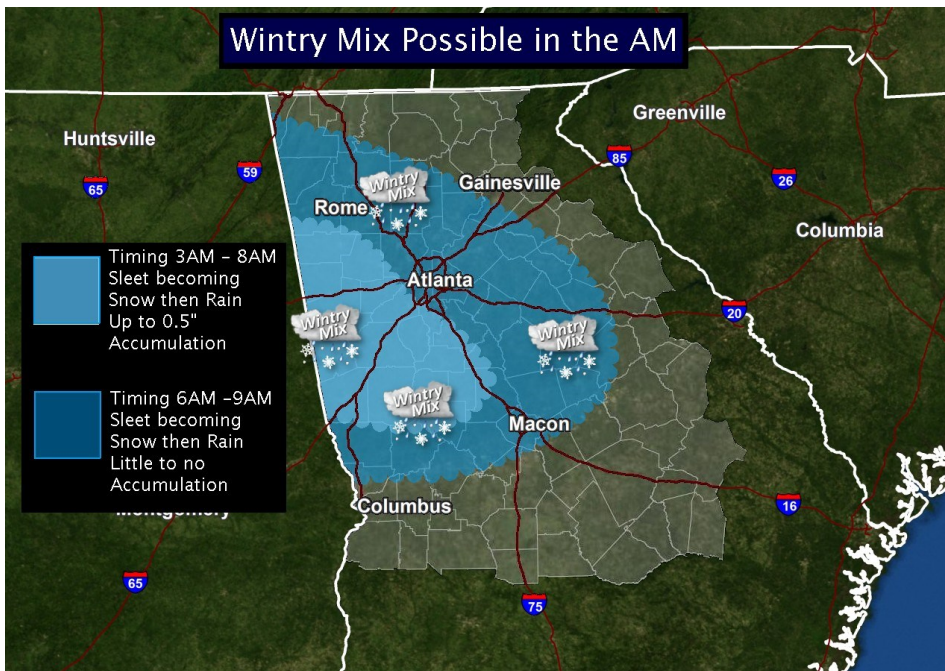 Wintry Mix Possible in the AM
Huntsville
Greenville
65
59
85
26
Rome
Wintry Mix
Gainesville
Columbia
Timing 3AM - 8AM
Sleet becoming
Snow then Rain
Up to 0.5"
Accumulation
Atlanta
20
Wintry Mix
Wintry Mix
Timing 6AM -9AM
Sleet becoming
Snow then Rain
Little to no
Accumulation
Wintry Mix
Macon
Montgomery
Columbus
16
65
75